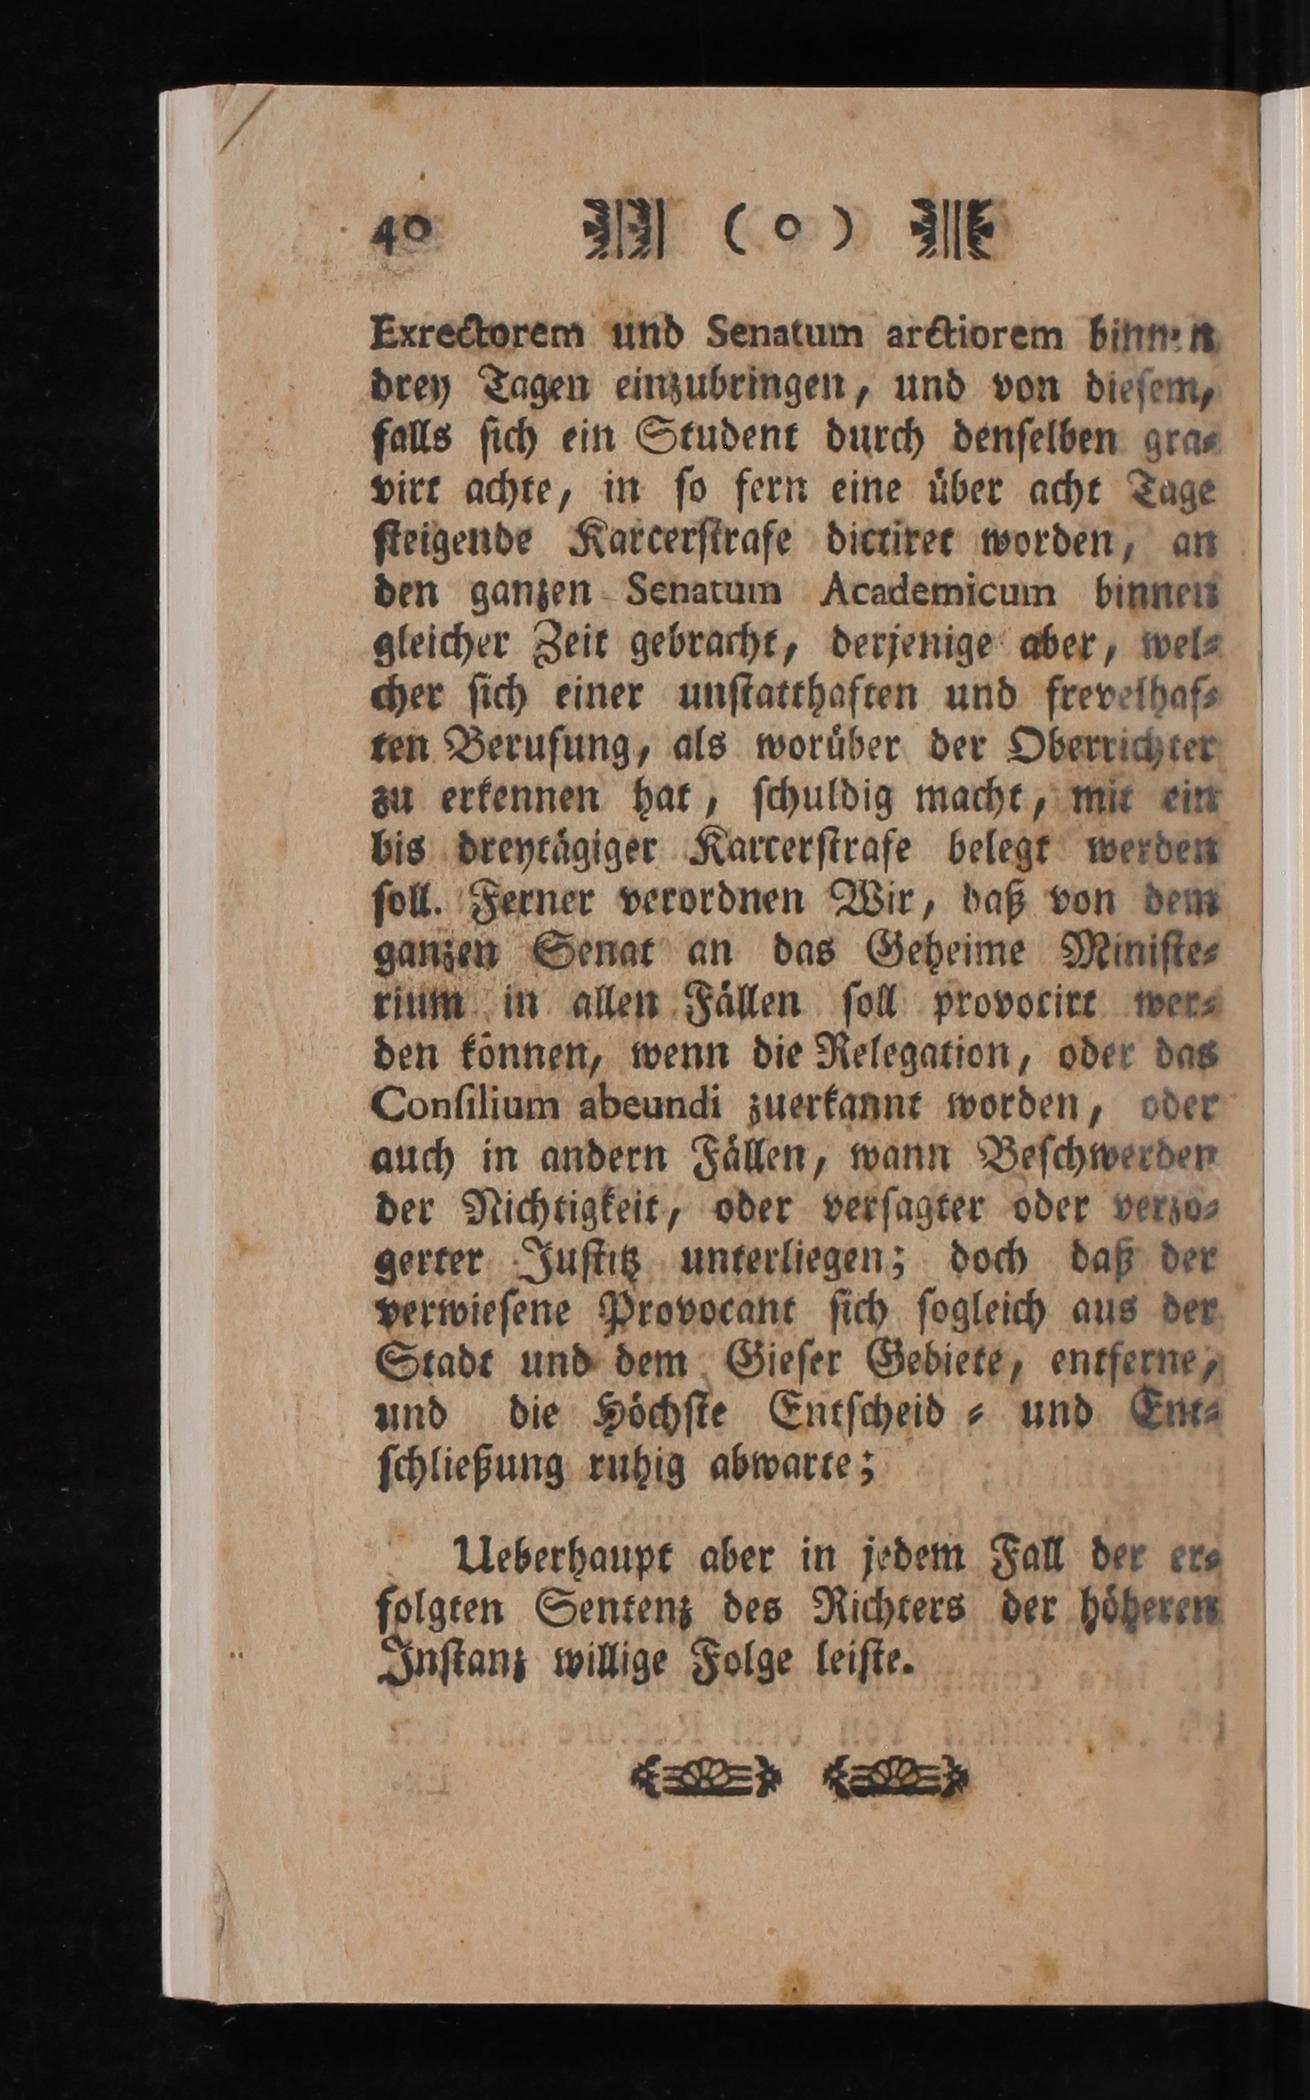 40 ( o )
Exrectorem und Senatum arctiorem binnen
drey Tagen einzubringen, und von diesem,
falls sich ein Student durch denselben gra-
virt achte, in so fern eine über acht Tage
steigende Karcerstrafe dictiret worden, an
den ganzen Senatum Academicum binnen
gleicher Zeit gebracht, derjenige aber, wel-
cher sich einer unstatthaften und frevelhaf-
ten Berufung, als worüber der Oberrichter
zu erkennen hat, schuldig macht, mit ein
bis dreytägiger Karcerstrafe belegt werden
soll. Ferner verordnen Wir, daß von dem
ganzen Senat an das Geheime Ministe-
rium in allen Fällen soll provocirt wer-
den können, wenn die Relegation, oder das
Consilium abeundi zuerkannt worden, oder
auch in andern Fällen, wann Beschwerden
der Nichtigkeit, oder versagter oder verzo-
gerter Justitz unterliegen; doch daß der
verwiesene Provocant sich sogleich aus der
Stadt und dem Gieser Gebiete, entferne,
und die Höchste Entscheid - und Ent-
schließung ruhig abwarte;
Ueberhaupt aber in jedem Fall der er-
folgten Sentenz des Richters der höheren
Instanz willige Folge leiste.